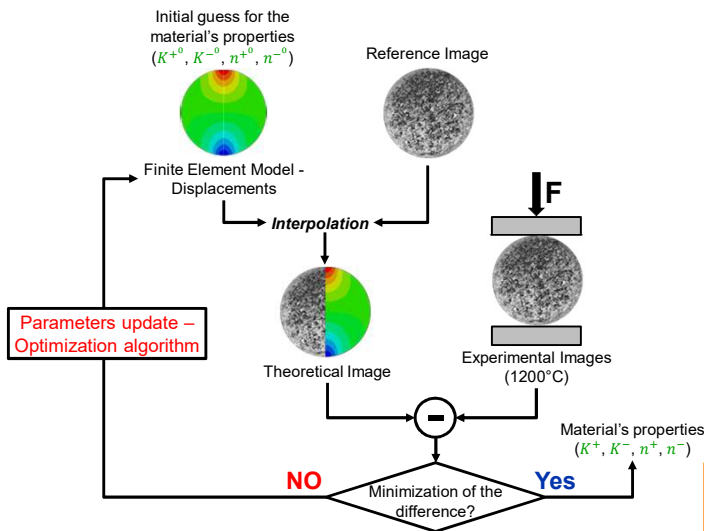 Initial guess for the
material's properties
(K⁺⁰, K⁻⁰, n⁺⁰, n⁻⁰)
Reference Image
Finite Element Model -
Displacements
F
Interpolation
Parameters update –
Optimization algorithm
Theoretical Image
Experimental Images
(1200°C)
–
Material's properties
(K⁺, K⁻, n⁺, n⁻)
NO
Minimization of the
difference?
Yes